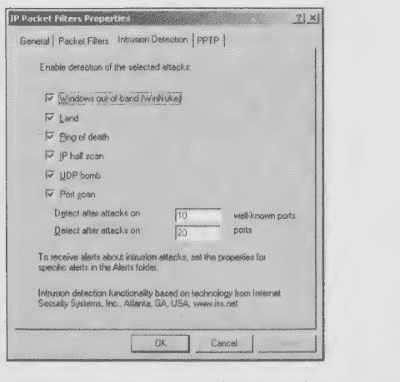 IP Packet Filters Properties
General Packet Filters Intrusion Detection PPTP
Enable detection of the selected attacks:
Windows out-of-band (WinNuke)
Land
Ping of death
IP half scan
UDP bomb
Port scan
Detect after attacks on 10 well-known ports
Detect after attacks on 20 ports
To receive alerts about intrusion attacks, set the properties for
specific alerts in the Alerts folder.
Intrusion detection functionality based on technology from Internet
Security Systems, Inc., Atlanta, GA, USA, www.iss.net
OK Cancel